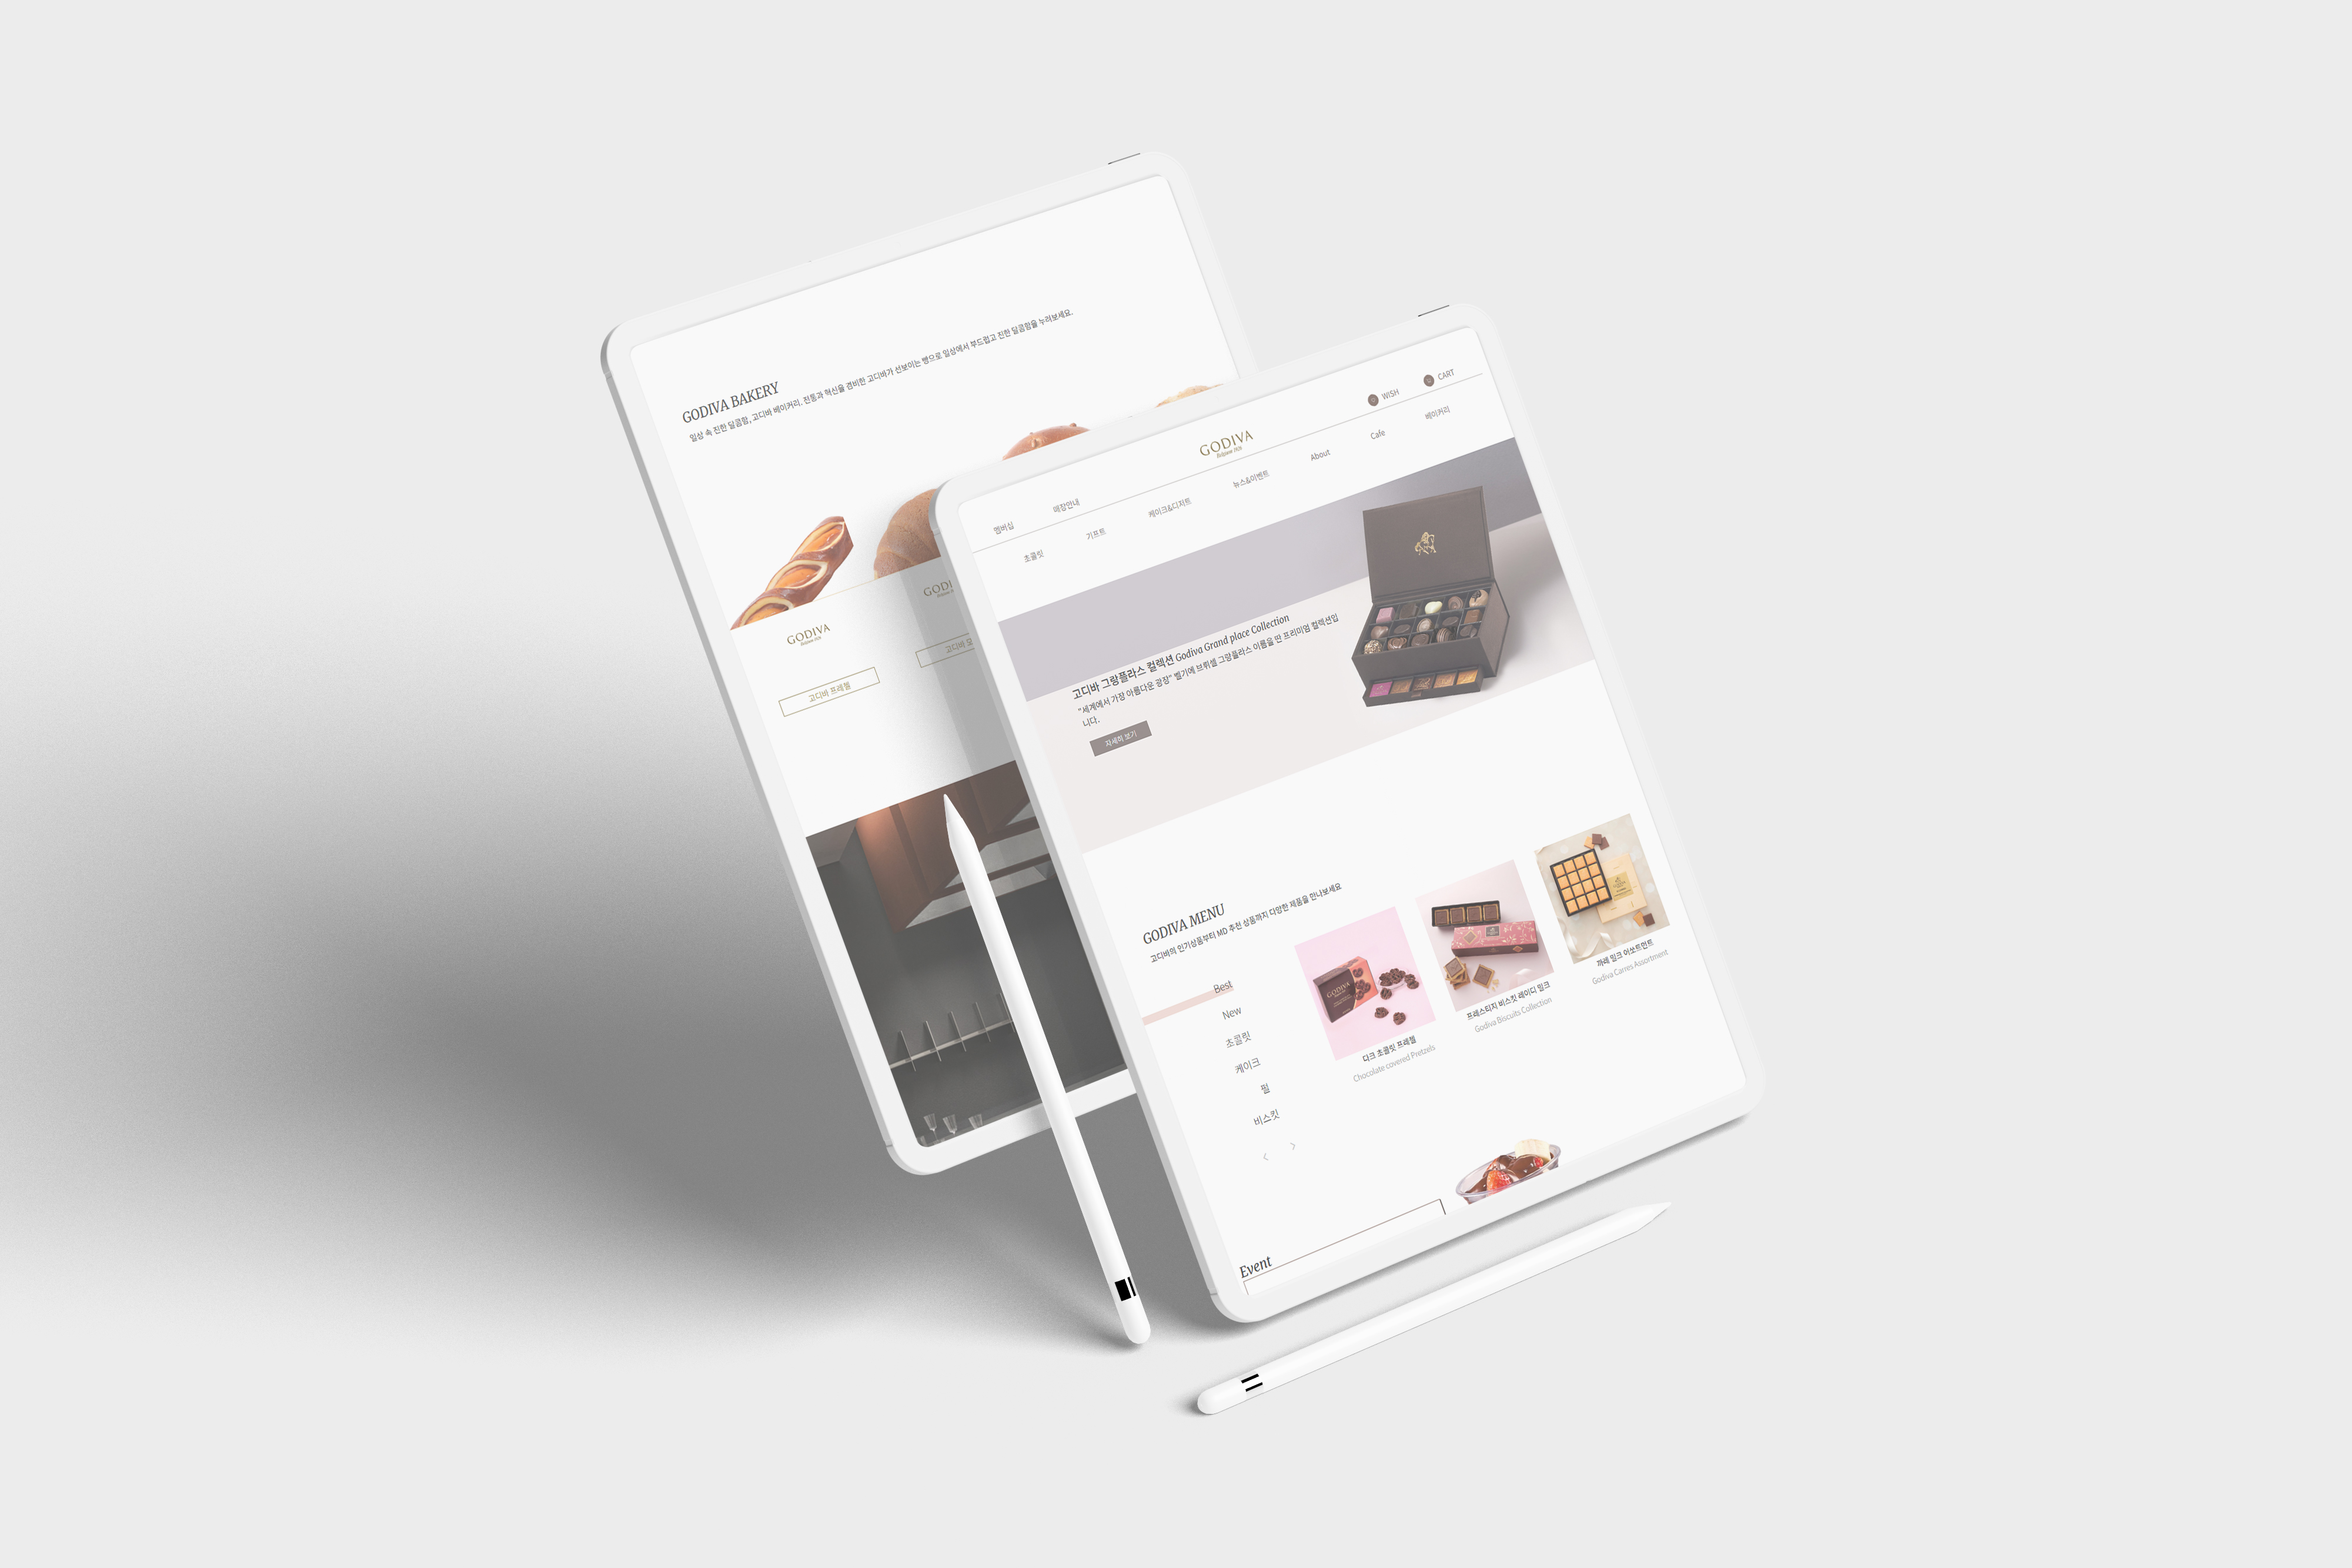 GODIVA BAKERY
일상 속 진한 달콤함, 고디바 베이커리. 전통과 혁신을 겸비한 고디바가 선보이는 빵으로 일상에서 부드럽고 진한 달콤함을 누려보세요.
GODIVA
Belgium 1926
고디바 프레첼
GODI
고디바 모
WISH
CART
GODIVA
Belgium 1926
멤버십
매장안내
초콜릿
기프트
케이크&디저트
뉴스&이벤트
About
Cafe
베이커리
고디바 그랑플라스 컬렉션 Godiva Grand place Collection
"세계에서 가장 아름다운 광장" 벨기에 브뤼셀 그랑플라스 이름을 딴 프리미엄 컬렉션입
니다.
자세히 보기
GODIVA MENU
고디바의 인기상품부터 MD 추천 상품까지 다양한 제품을 만나보세요
Best
New
초콜릿
케이크
펄
비스킷
GODIVA
다크 초콜릿 프레첼
Chocolate covered Pretzels
프레스티지 비스킷 레이디 밀크
Godiva Biscuits Collection
까레 밀크 어쏘트먼트
Godiva Carres Assortment
Event